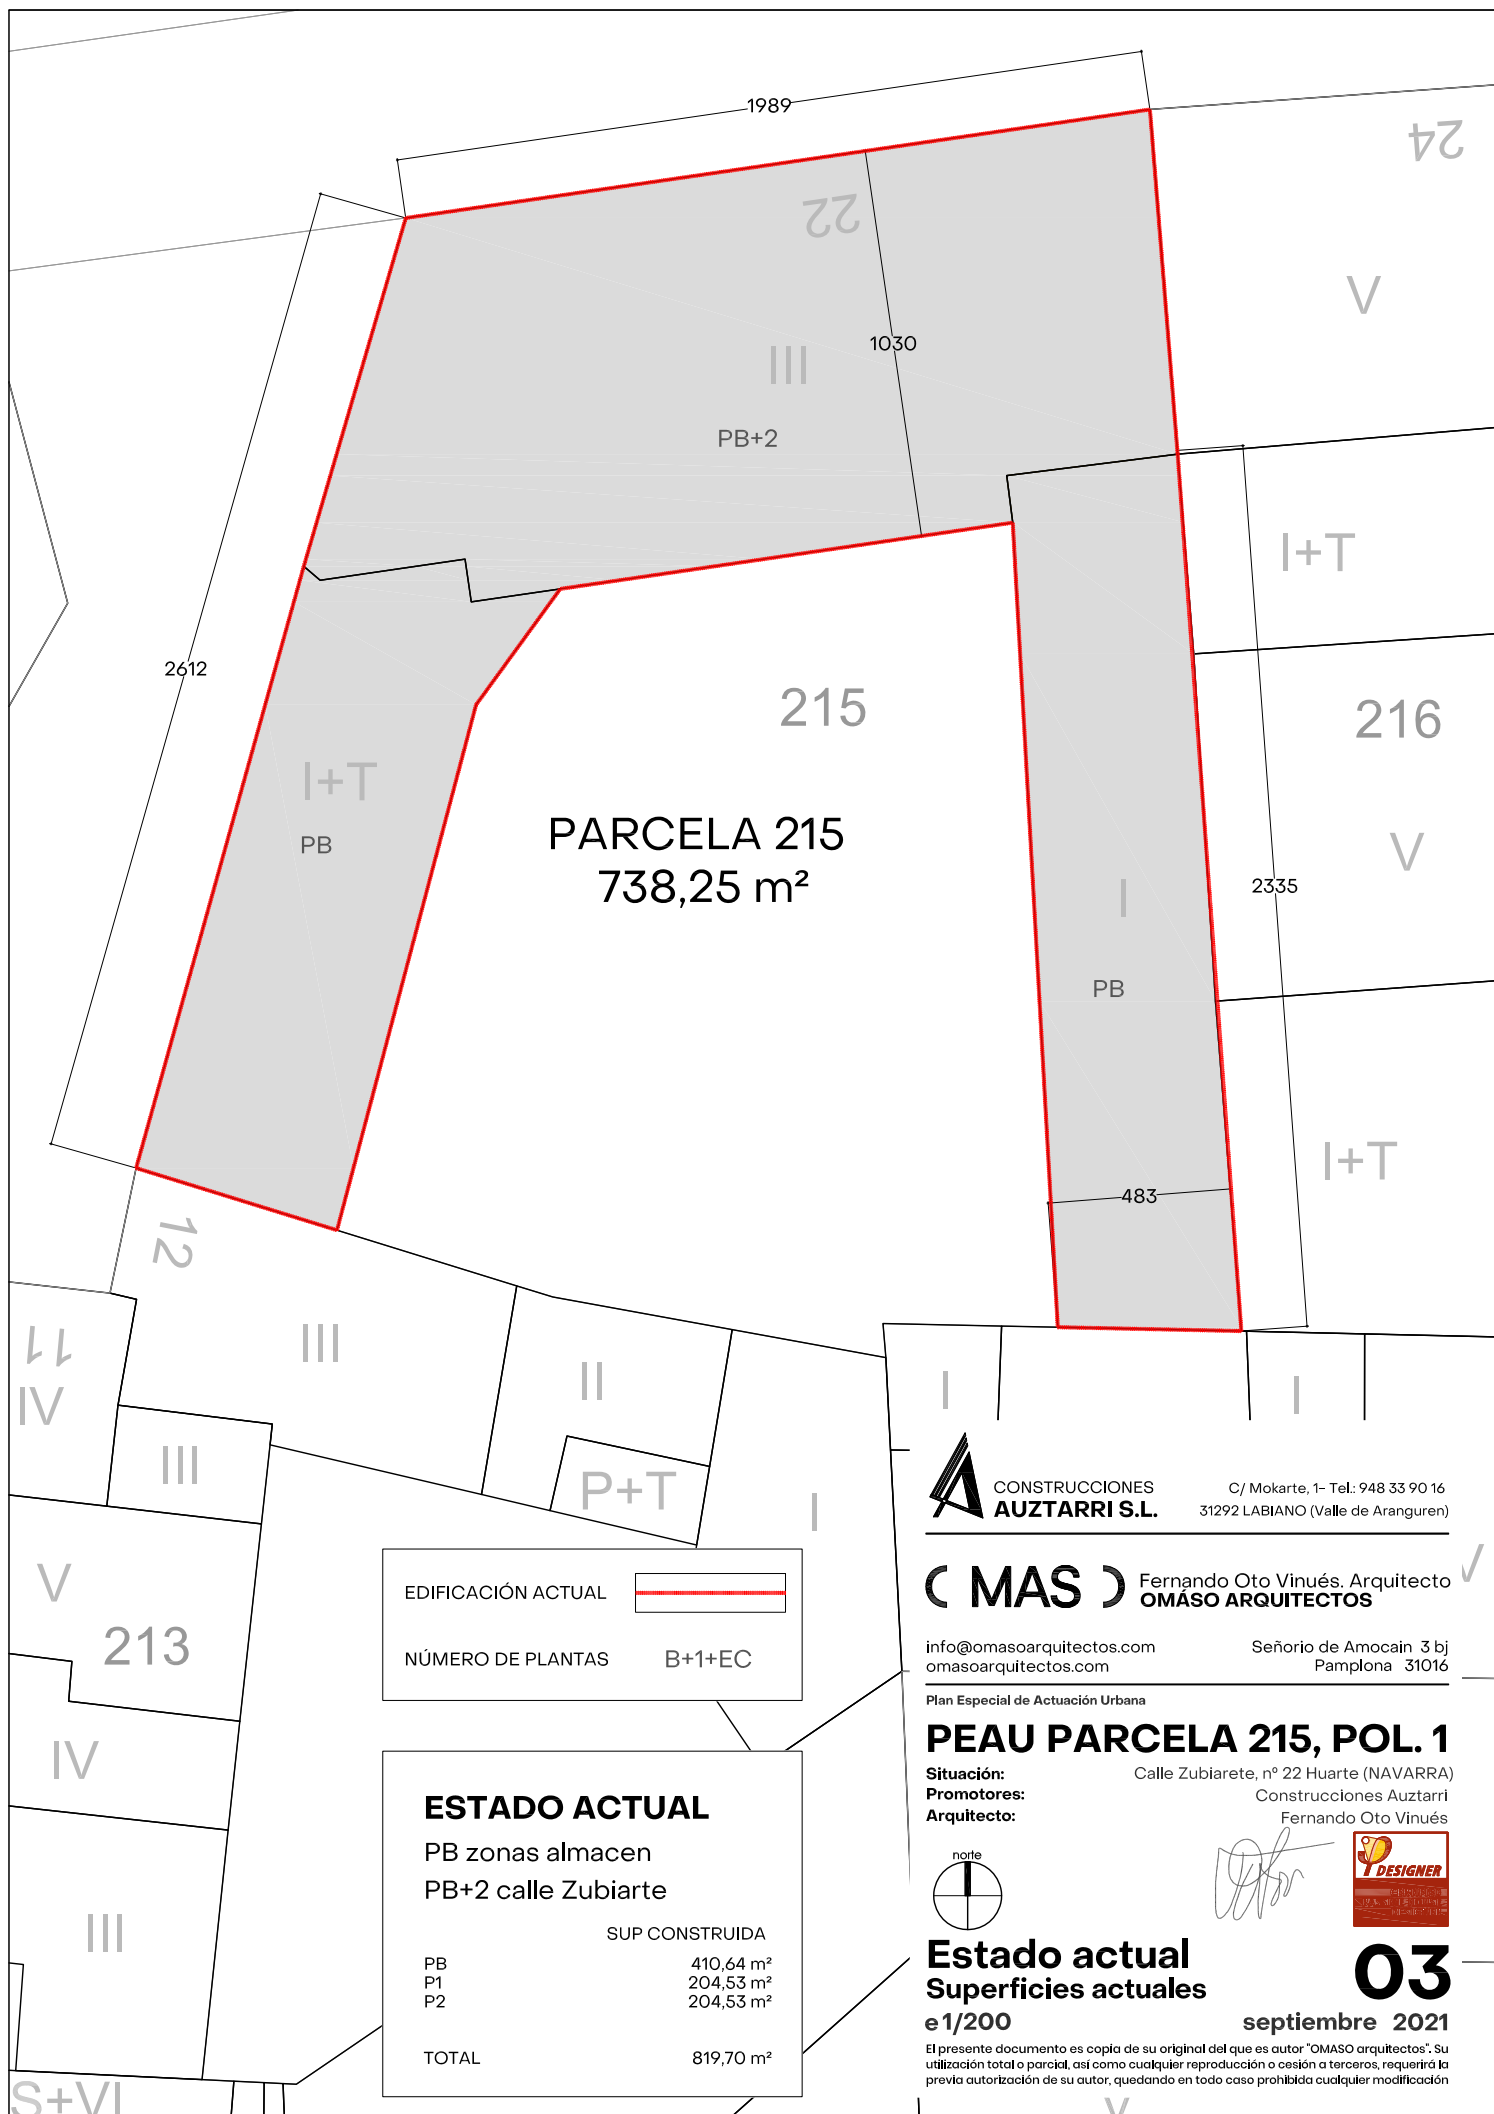 1989
24
22
V
1030
III
PB+2
I+T
2612
215
216
I+T
PB
PARCELA 215
738,25 m²
V
I
2335
PB
I+T
483
12
11
IV
III
II
I
I
III
P+T
I
V
213
IV
III
S+VI
V
V
EDIFICACIÓN ACTUAL
NÚMERO DE PLANTAS B+1+EC
ESTADO ACTUAL
PB zonas almacen
PB+2 calle Zubiarte
SUP CONSTRUIDA
PB 410,64 m²
P1 204,53 m²
P2 204,53 m²
TOTAL 819,70 m²
CONSTRUCCIONES
AUZTARRI S.L.
C/ Mokarte, 1- Tel.: 948 33 90 16
31292 LABIANO (Valle de Aranguren)
( MAS )
Fernando Oto Vinués. Arquitecto
OMÁSO ARQUITECTOS
info@omasoarquitectos.com
omasoarquitectos.com
Señorio de Amocain 3 bj
Pamplona 31016
Plan Especial de Actuación Urbana
PEAU PARCELA 215, POL. 1
Situación: Calle Zubiarete, nº 22 Huarte (NAVARRA)
Promotores: Construcciones Auztarri
Arquitecto: Fernando Oto Vinués
norte
DESIGNER
Estado actual
Superficies actuales
03
e 1/200
septiembre 2021
El presente documento es copia de su original del que es autor "OMASO arquitectos". Su
utilización total o parcial, así como cualquier reproducción o cesión a terceros, requerirá la
previa autorización de su autor, quedando en todo caso prohibida cualquier modificación